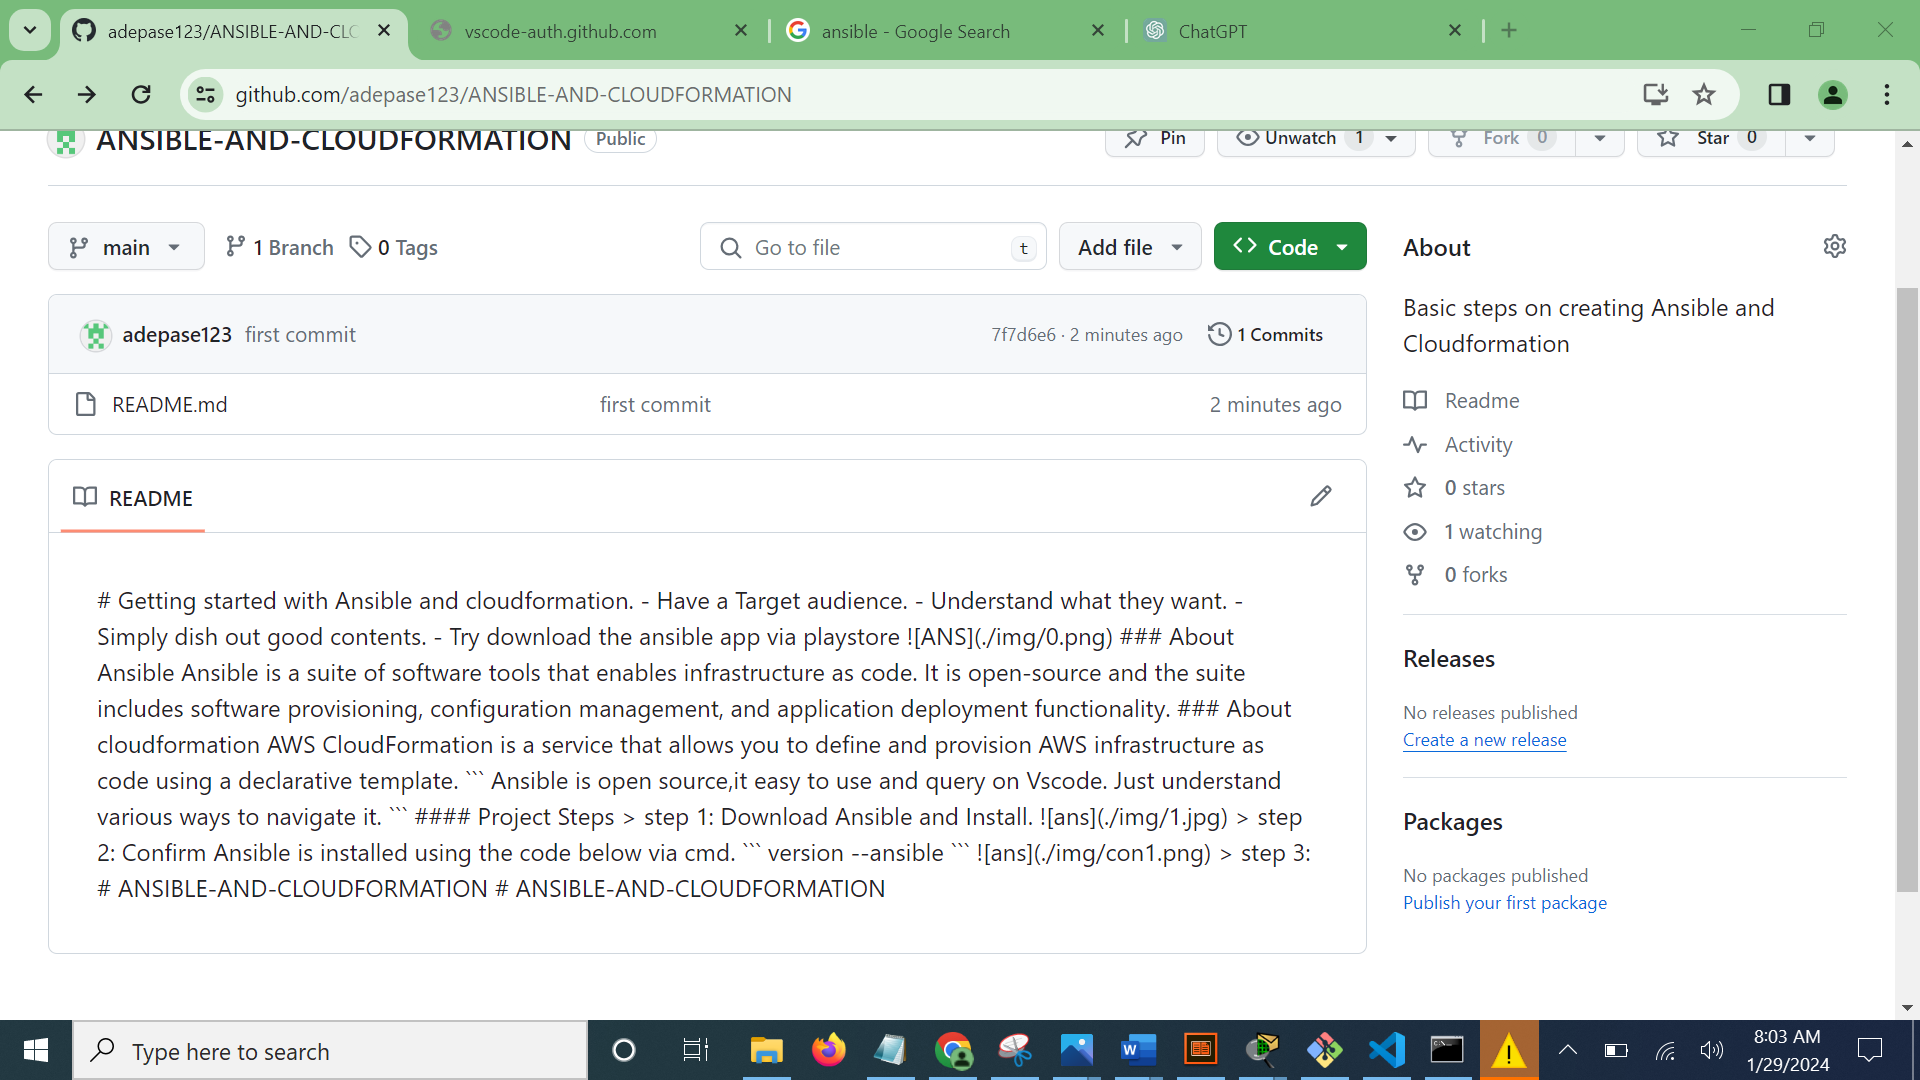 adepase123/ANSIBLE-AND-CLO
vscode-auth.github.com
ansible - Google Search
ChatGPT
github.com/adepase123/ANSIBLE-AND-CLOUDFORMATION
ANSIBLE-AND-CLOUDFORMATION Public
Pin
Unwatch 1
Fork 0
Star 0
main
1 Branch
0 Tags
Go to file t
Add file
<> Code
About
Basic steps on creating Ansible and
Cloudformation
adepase123 first commit
7f7d6e6 · 2 minutes ago
1 Commits
README.md first commit 2 minutes ago
Readme
Activity
0 stars
1 watching
0 forks
README
# Getting started with Ansible and cloudformation. - Have a Target audience. - Understand what they want. -
Simply dish out good contents. - Try download the ansible app via playstore ![ANS](./img/0.png) ### About
Ansible Ansible is a suite of software tools that enables infrastructure as code. It is open-source and the suite
includes software provisioning, configuration management, and application deployment functionality. ### About
cloudformation AWS CloudFormation is a service that allows you to define and provision AWS infrastructure as
code using a declarative template. ``` Ansible is open source,it easy to use and query on Vscode. Just understand
various ways to navigate it. ``` #### Project Steps > step 1: Download Ansible and Install. ![ans](./img/1.jpg) > step
2: Confirm Ansible is installed using the code below via cmd. ``` version --ansible ``` ![ans](./img/con1.png) > step 3:
# ANSIBLE-AND-CLOUDFORMATION # ANSIBLE-AND-CLOUDFORMATION
Releases
No releases published
Create a new release
Packages
No packages published
Publish your first package
Type here to search
8:03 AM
1/29/2024